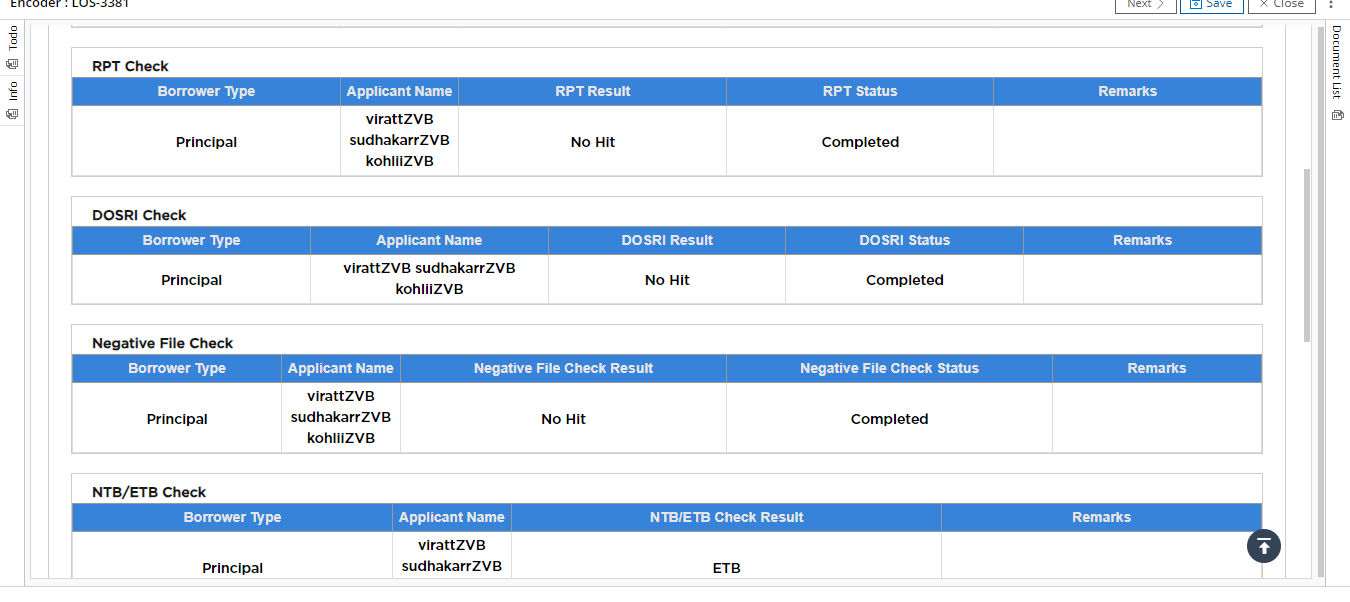 Encoder : LOS-3381
Next
Save
Close
Todo
Info
Document List
RPT Check
Borrower Type Applicant Name RPT Result RPT Status Remarks
virattZVB
sudhakarrZVB
kohliiZVB
Principal No Hit Completed
DOSRI Check
Borrower Type Applicant Name DOSRI Result DOSRI Status Remarks
virattZVB sudhakarrZVB
kohliiZVB
Principal No Hit Completed
Negative File Check
Borrower Type Applicant Name Negative File Check Result Negative File Check Status Remarks
virattZVB
sudhakarrZVB
kohliiZVB
Principal No Hit Completed
NTB/ETB Check
Borrower Type Applicant Name NTB/ETB Check Result Remarks
virattZVB
sudhakarrZVB
Principal ETB